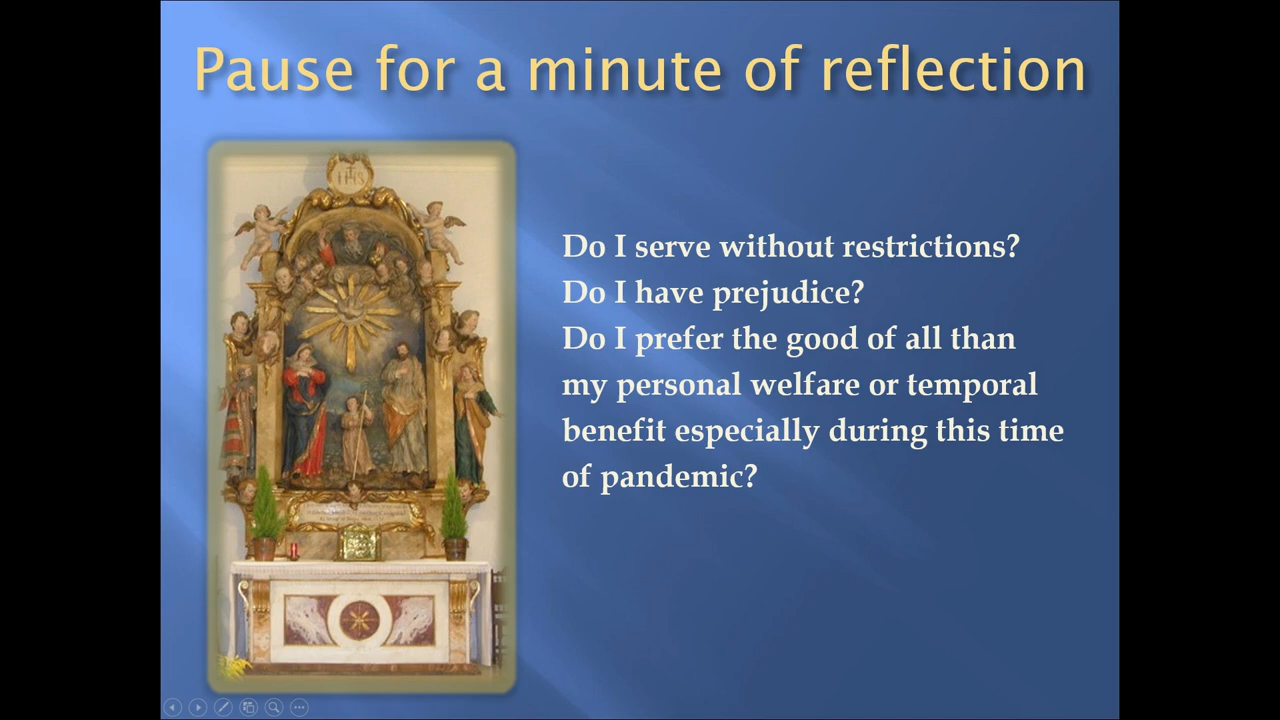 Pause for a minute of reflection
IHS
Do I serve without restrictions?
Do I have prejudice?
Do I prefer the good of all than
my personal welfare or temporal
benefit especially during this time
of pandemic?